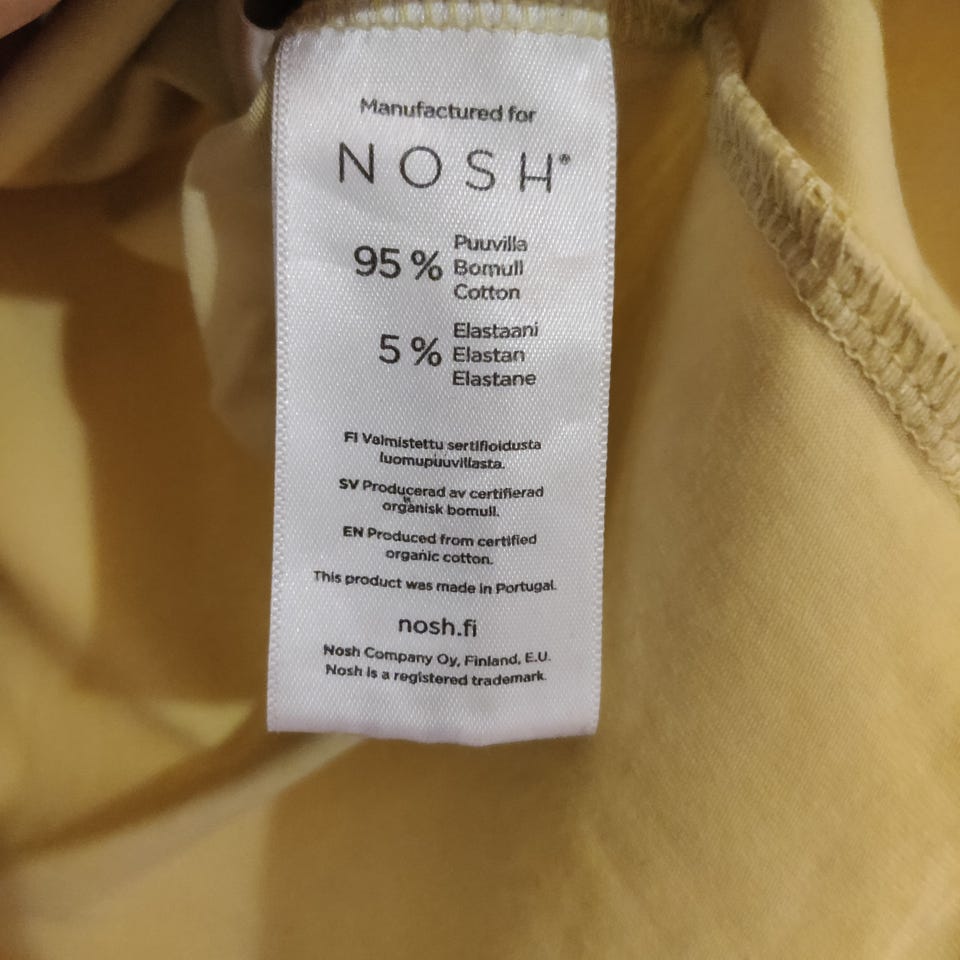 Manufactured for
NOSH®
95 % Puuvilla
Bomull
Cotton
5 % Elastaani
Elastan
Elastane
FI Valmistettu sertifioidusta
luomupuuvillasta.
SV Producerad av certifierad
organisk bomull.
EN Produced from certified
organic cotton.
This product was made in Portugal.
nosh.fi
Nosh Company Oy, Finland, E.U.
Nosh is a registered trademark.